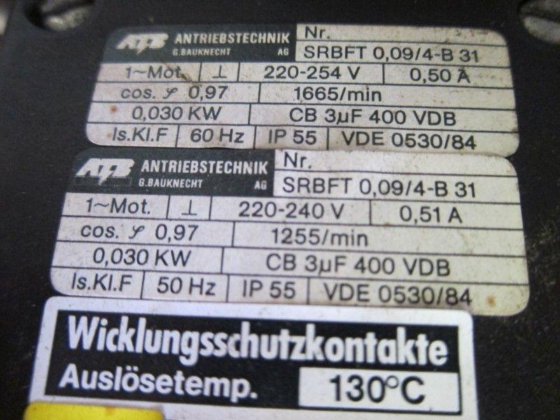 ATB ANTRIEBSTECHNIK G.BAUKNECHT AG Nr.
SRBFT 0,09/4-B 31
1~Mot. ⊥ 220-254 V 0,50 A
cos. φ 0,97 1665/min
0,030 KW CB 3µF 400 VDB
Is.Kl.F 60 Hz IP 55 VDE 0530/84
ATB ANTRIEBSTECHNIK G.BAUKNECHT AG Nr.
SRBFT 0,09/4-B 31
1~Mot. ⊥ 220-240 V 0,51 A
cos. φ 0,97 1255/min
0,030 KW CB 3µF 400 VDB
Is.Kl.F 50 Hz IP 55 VDE 0530/84
Wicklungsschutzkontakte
Auslösetemp. 130°C